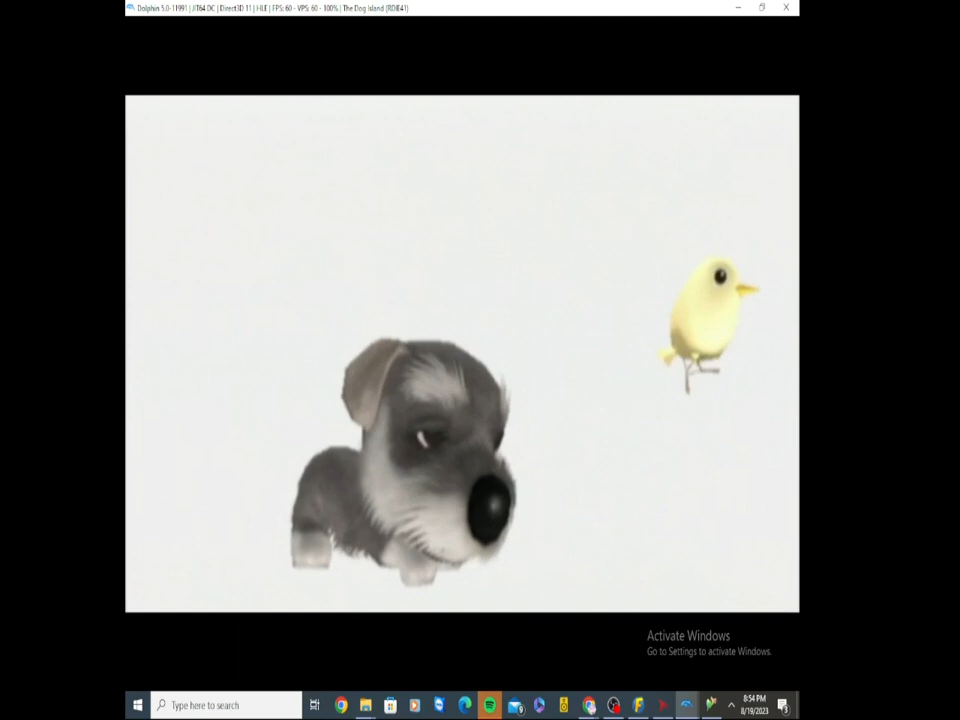 Dolphin 5.0-11991 | JIT64 DC | Direct3D 11 | HLE | FPS: 60 - VPS: 60 - 100% | The Dog Island (RDIE41)
Activate Windows
Go to Settings to activate Windows.
Type here to search
8:54 PM
8/19/2023